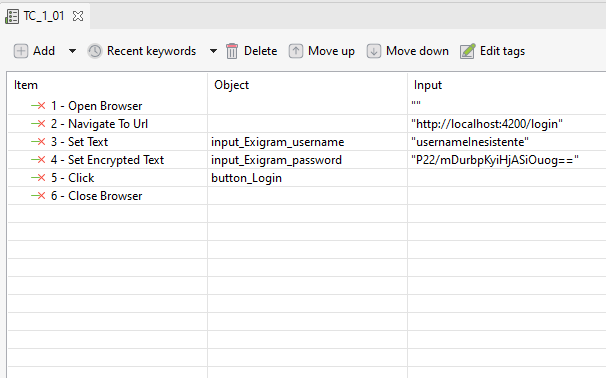 TC_1_01
Add Recent keywords Delete Move up Move down Edit tags
Item Object Input
1 - Open Browser ""
2 - Navigate To Url "http://localhost:4200/login"
3 - Set Text input_Exigram_username "usernameInesistente"
4 - Set Encrypted Text input_Exigram_password "P22/mDurbpKyiHjASiOuog=="
5 - Click button_Login
6 - Close Browser